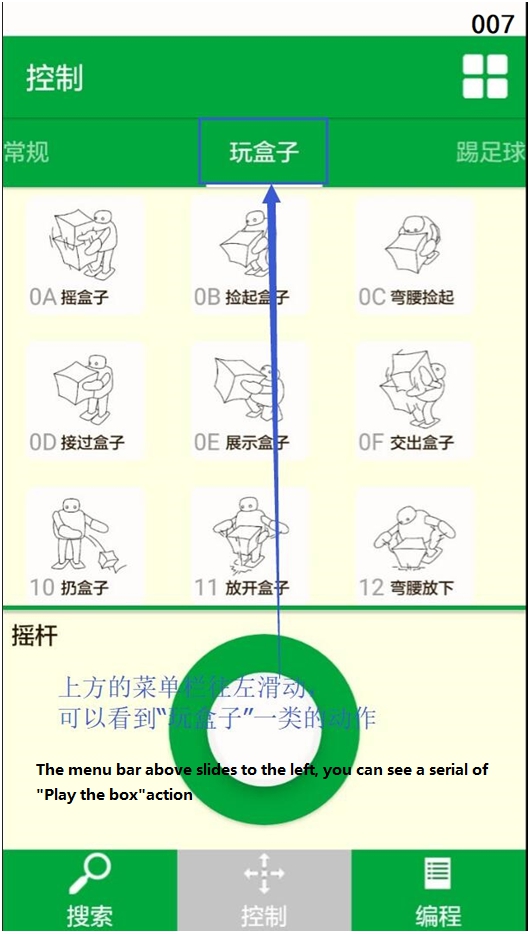 007
控制
常规 玩盒子 踢足球
0A 摇盒子 0B 捡起盒子 0C 弯腰捡起
0D 接过盒子 0E 展示盒子 0F 交出盒子
10 扔盒子 11 放开盒子 12 弯腰放下
摇杆
上方的菜单栏往左滑动,
可以看到“玩盒子”一类的动作
The menu bar above slides to the left, you can see a serial of
"Play the box"action
搜索 控制 编程